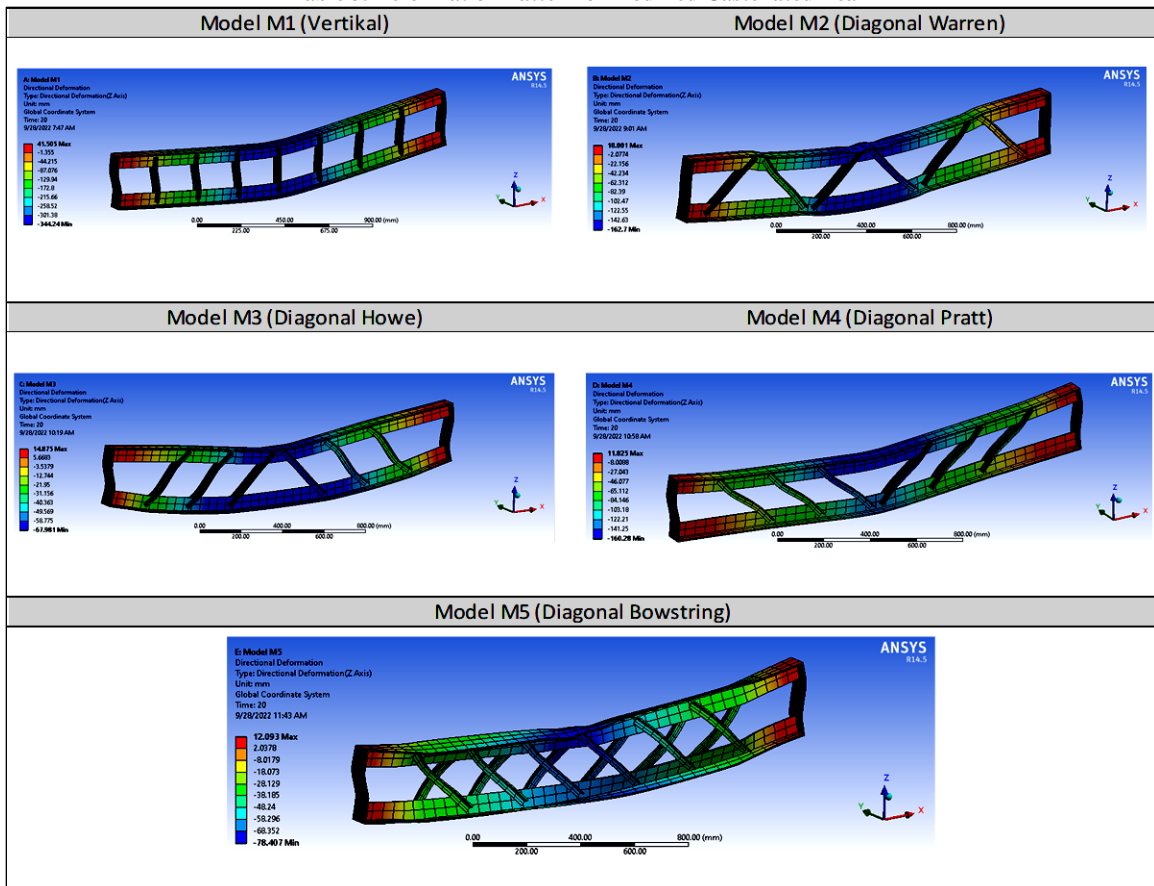 Model M1 (Vertikal)
Model M2 (Diagonal Warren)
A: Model M1
Directional Deformation
Type: Directional Deformation(Z Axis)
Unit: mm
Global Coordinate System
Time: 20
9/28/2022 7:47 AM
ANSYS
R14.5
41.505 Max
-1.355
-44.215
-87.076
-129.94
-172.8
-215.66
-258.52
-301.38
-344.24 Min
0.00 450.00 900.00 (mm)
225.00 675.00
Z
Y
X
B: Model M2
Directional Deformation
Type: Directional Deformation(Z Axis)
Unit: mm
Global Coordinate System
Time: 20
9/28/2022 9:01 AM
ANSYS
R14.5
18.001 Max
-2.0774
-22.156
-42.234
-62.312
-82.39
-102.47
-122.55
-142.63
-162.7 Min
0.00 400.00 800.00 (mm)
200.00 600.00
Z
Y
X
Model M3 (Diagonal Howe)
Model M4 (Diagonal Pratt)
C: Model M3
Directional Deformation
Type: Directional Deformation(Z Axis)
Unit: mm
Global Coordinate System
Time: 20
9/28/2022 10:19 AM
ANSYS
R14.5
14.875 Max
5.6683
-3.5379
-12.744
-21.95
-31.156
-40.363
-49.569
-58.775
-67.981 Min
0.00 400.00 800.00 (mm)
200.00 600.00
Z
Y
X
D: Model M4
Directional Deformation
Type: Directional Deformation(Z Axis)
Unit: mm
Global Coordinate System
Time: 20
9/28/2022 10:58 AM
ANSYS
R14.5
11.025 Max
-8.0088
-27.043
-46.077
-65.112
-84.146
-103.18
-122.21
-141.25
-160.28 Min
0.00 400.00 800.00 (mm)
200.00 600.00
Z
Y
X
Model M5 (Diagonal Bowstring)
E: Model M5
Directional Deformation
Type: Directional Deformation(Z Axis)
Unit: mm
Global Coordinate System
Time: 20
9/28/2022 11:43 AM
ANSYS
R14.5
12.093 Max
2.0378
-8.0179
-18.073
-28.129
-38.185
-48.24
-58.296
-68.352
-78.407 Min
0.00 400.00 800.00 (mm)
200.00 600.00
Z
Y
X